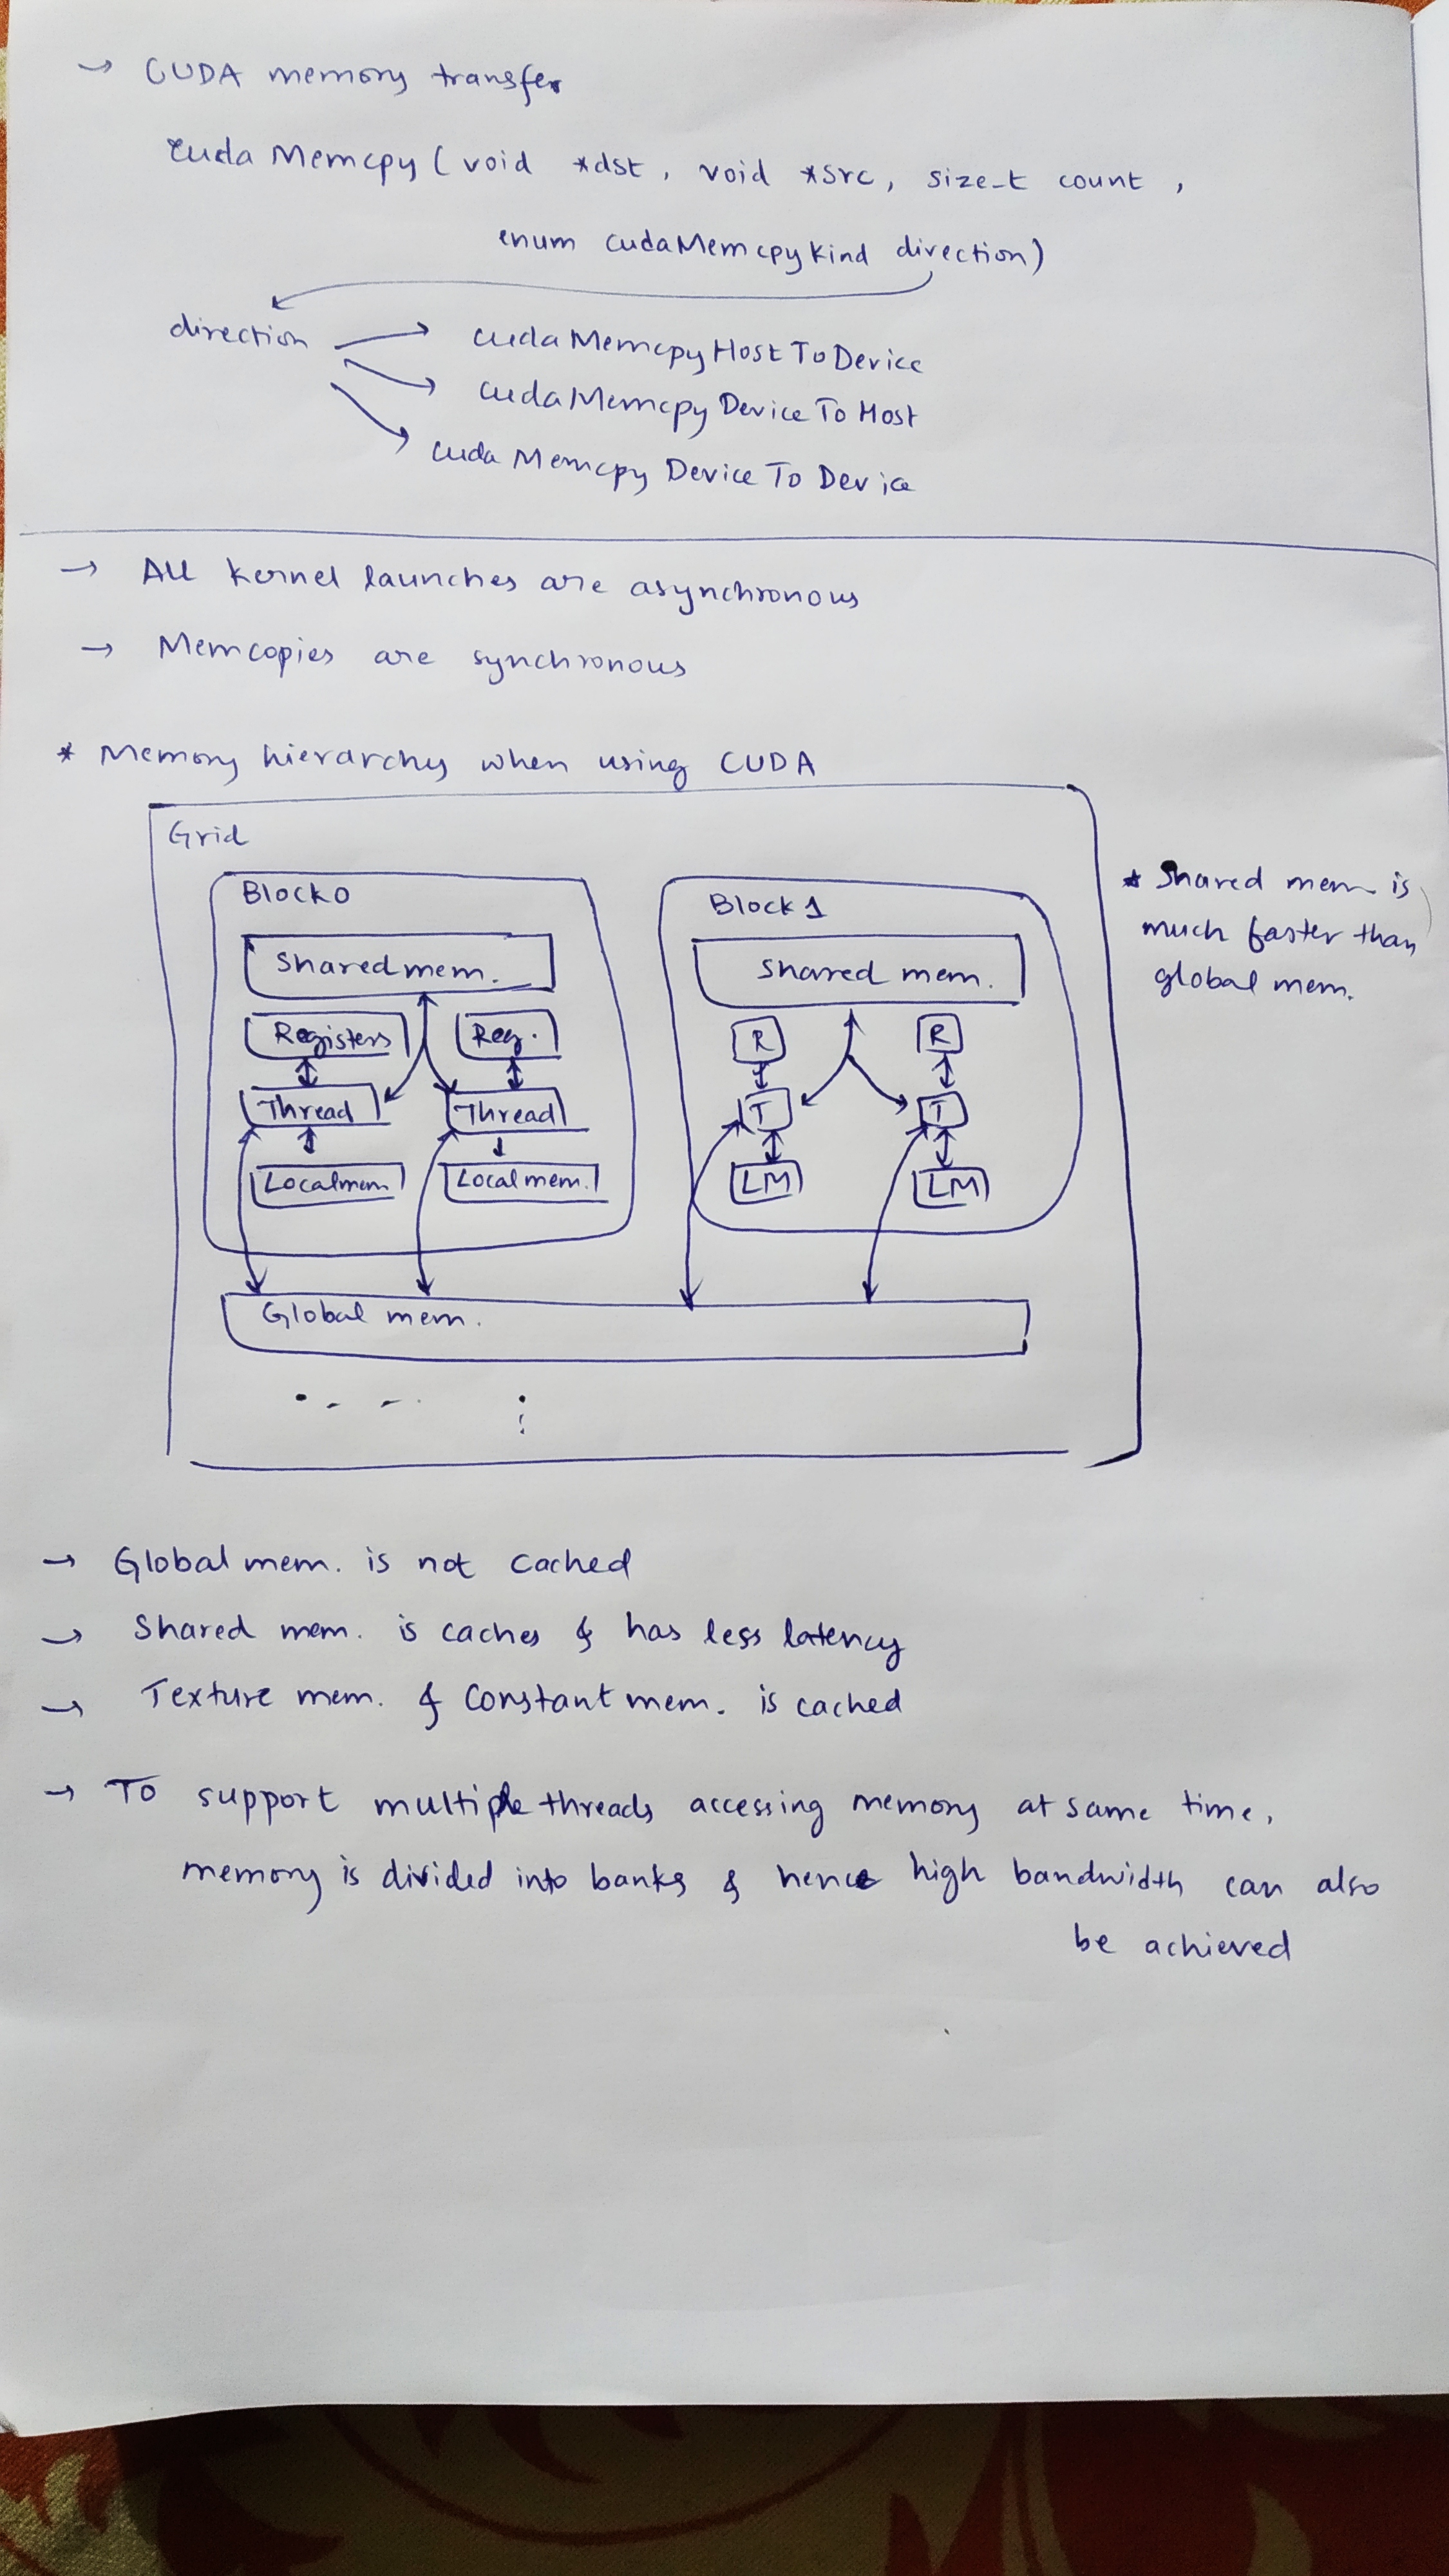 → CUDA memory transfer
cudaMemcpy(void *dst, void *src, size_t count,
enum cudaMemcpyKind direction)
direction → cudaMemcpyHostToDevice
→ cudaMemcpyDeviceToHost
→ cudaMemcpyDeviceToDevice
→ All kernel launches are asynchronous
→ Memcopies are synchronous
* Memory hierarchy when using CUDA
Grid
Block0
Shared mem.
Registers Reg.
Thread Thread
Local mem Local mem.
Block 1
Shared mem.
R R
T T
LM LM
Global mem.
* Shared mem is
much faster than
global mem.
→ Global mem. is not cached
→ Shared mem. is caches & has less latency
→ Texture mem. & Constant mem. is cached
→ To support multiple threads accessing memory at same time,
memory is divided into banks & hence high bandwidth can also
be achieved